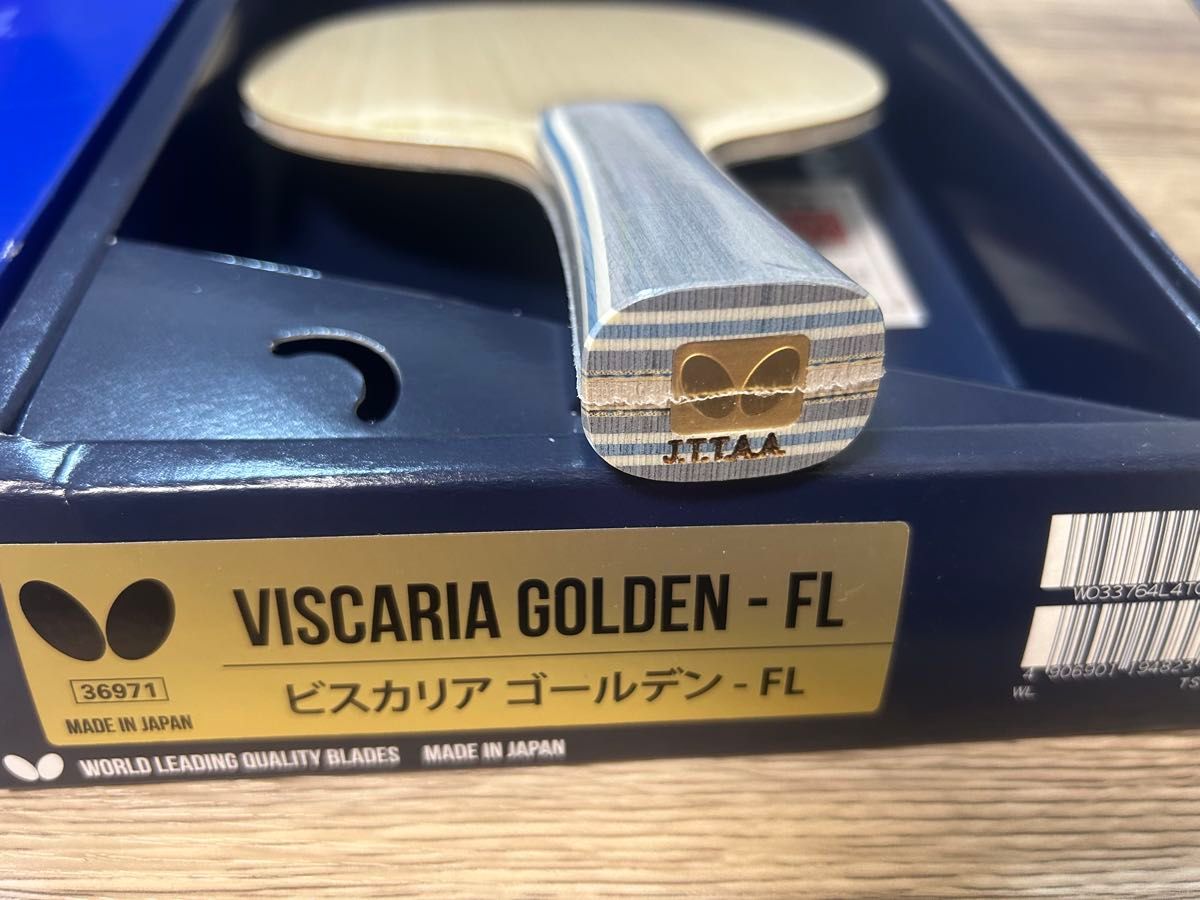 J.T.T.A.A.
VISCARIA GOLDEN - FL
ビスカリア ゴールデン - FL
36971
MADE IN JAPAN
WORLD LEADING QUALITY BLADES MADE IN JAPAN
WL